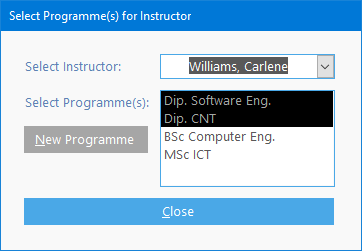 Select Programme(s) for Instructor
Select Instructor: Williams, Carlene
Select Programme(s): Dip. Software Eng.
Dip. CNT
New Programme BSc Computer Eng.
MSc ICT
Close